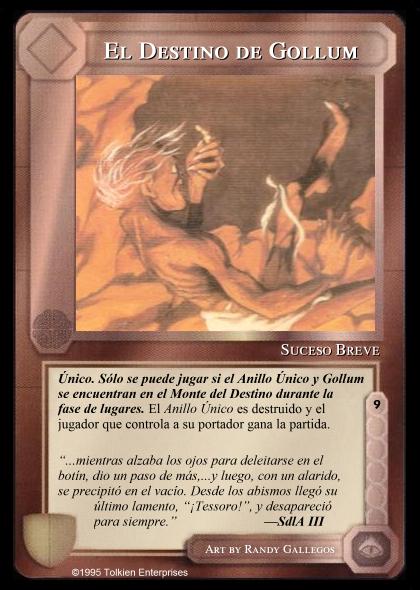 El Destino de Gollum
Suceso Breve
Único. Sólo se puede jugar si el Anillo Único y Gollum
se encuentran en el Monte del Destino durante la
fase de lugares. El Anillo Único es destruido y el
jugador que controla a su portador gana la partida.
9
“...mientras alzaba los ojos para deleitarse en el
botín, dio un paso de más,...y luego, con un alarido,
se precipitó en el vacío. Desde los abismos llegó su
último lamento, “¡Tessoro!”, y desapareció
para siempre.” —SdlA III
Art by Randy Gallegos
©1995 Tolkien Enterprises